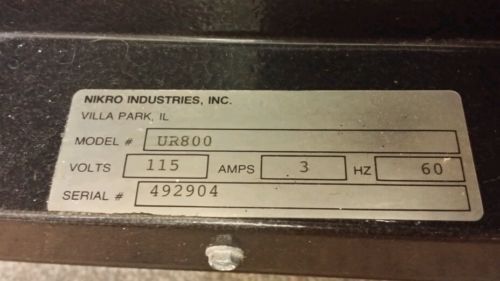 NIKRO INDUSTRIES, INC.
VILLA PARK, IL
MODEL # UR800
VOLTS 115 AMPS 3 HZ 60
SERIAL # 492904